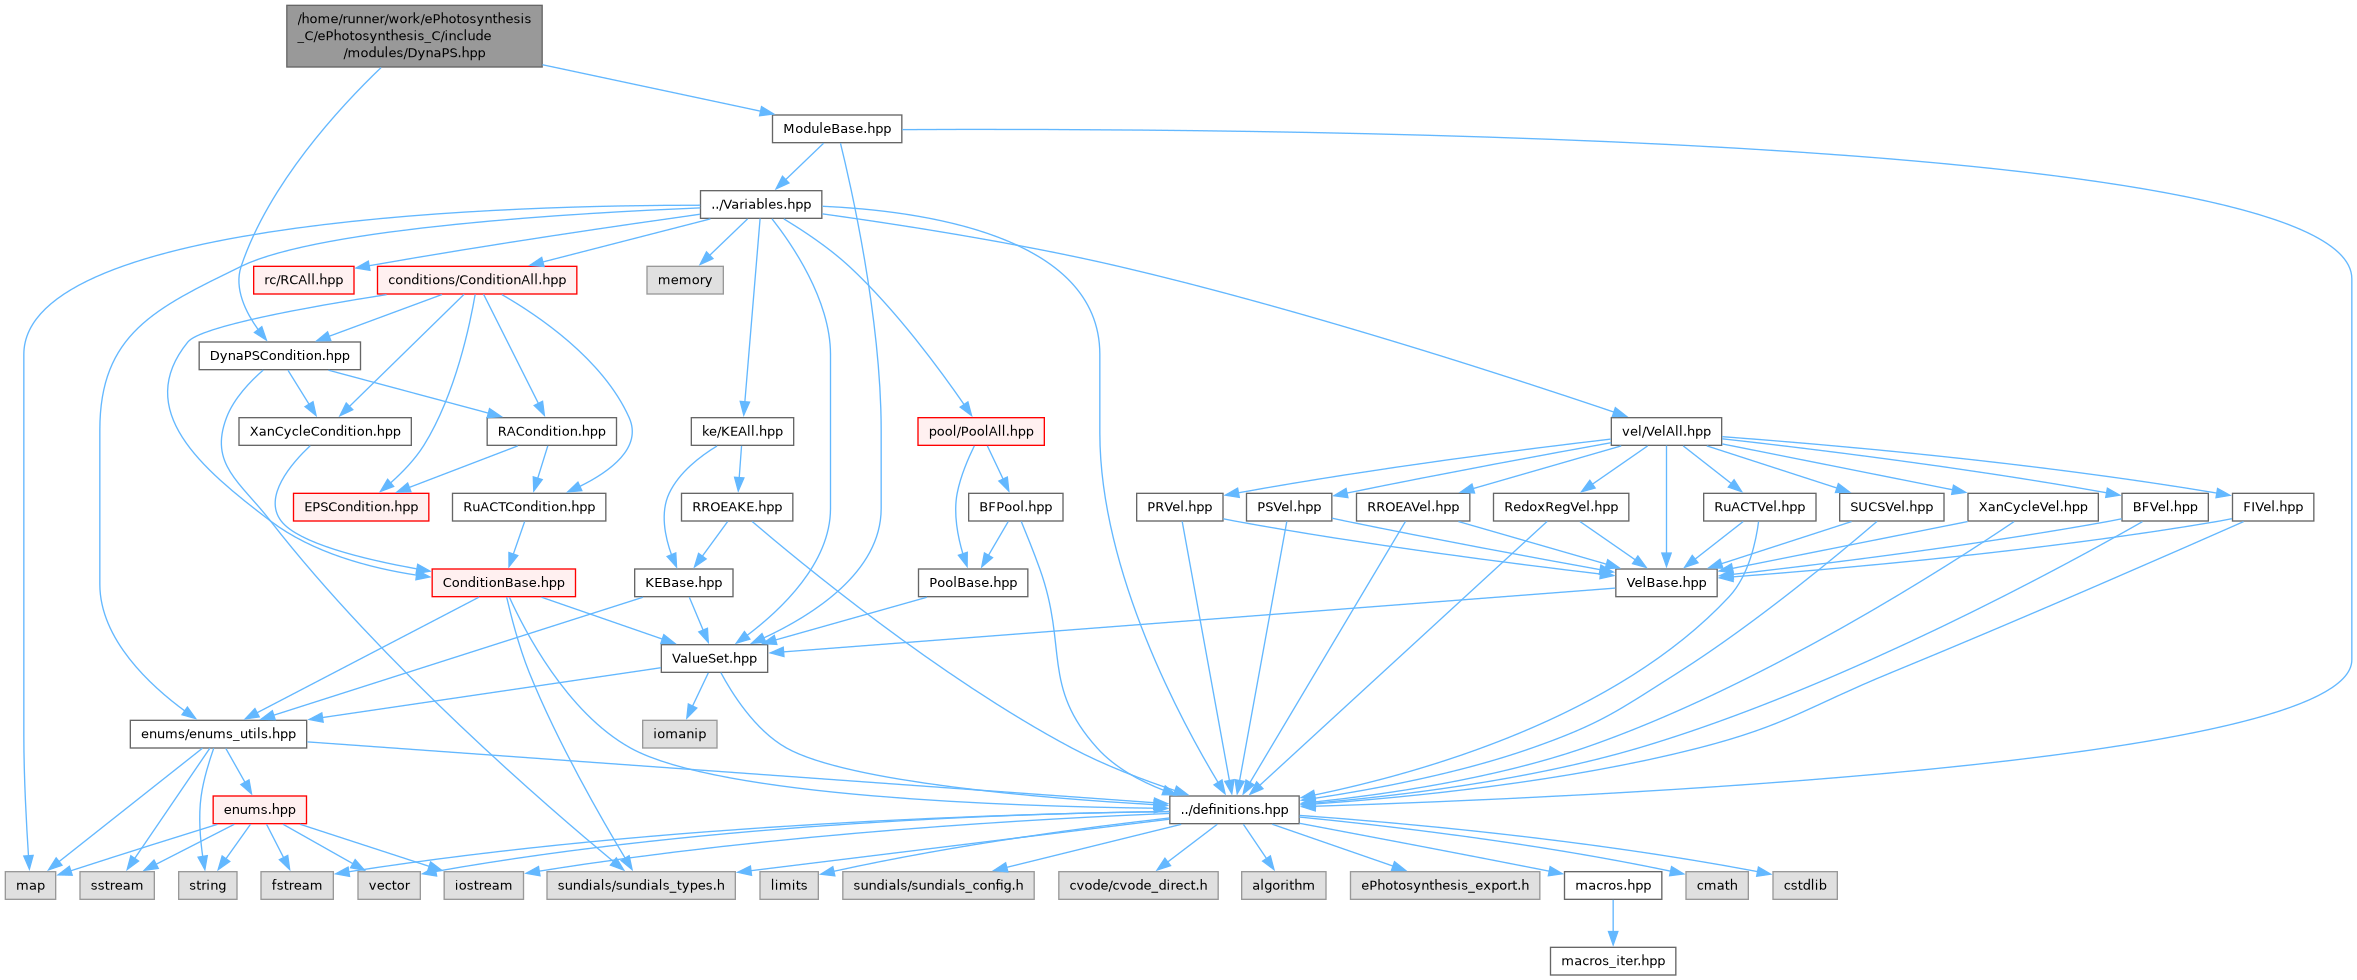 /home/runner/work/ePhotosynthesis
_C/ePhotosynthesis_C/include
/modules/DynaPS.hpp
ModuleBase.hpp
../Variables.hpp
rc/RCAll.hpp
conditions/ConditionAll.hpp
memory
DynaPSCondition.hpp
XanCycleCondition.hpp
RACondition.hpp
ke/KEAll.hpp
pool/PoolAll.hpp
vel/VelAll.hpp
EPSCondition.hpp
RuACTCondition.hpp
RROEAKE.hpp
BFPool.hpp
PRVel.hpp
PSVel.hpp
RROEAVel.hpp
RedoxRegVel.hpp
RuACTVel.hpp
SUCSVel.hpp
XanCycleVel.hpp
BFVel.hpp
FIVel.hpp
ConditionBase.hpp
KEBase.hpp
PoolBase.hpp
VelBase.hpp
ValueSet.hpp
enums/enums_utils.hpp
iomanip
enums.hpp
../definitions.hpp
map
sstream
string
fstream
vector
iostream
sundials/sundials_types.h
limits
sundials/sundials_config.h
cvode/cvode_direct.h
algorithm
ePhotosynthesis_export.h
macros.hpp
cmath
cstdlib
macros_iter.hpp